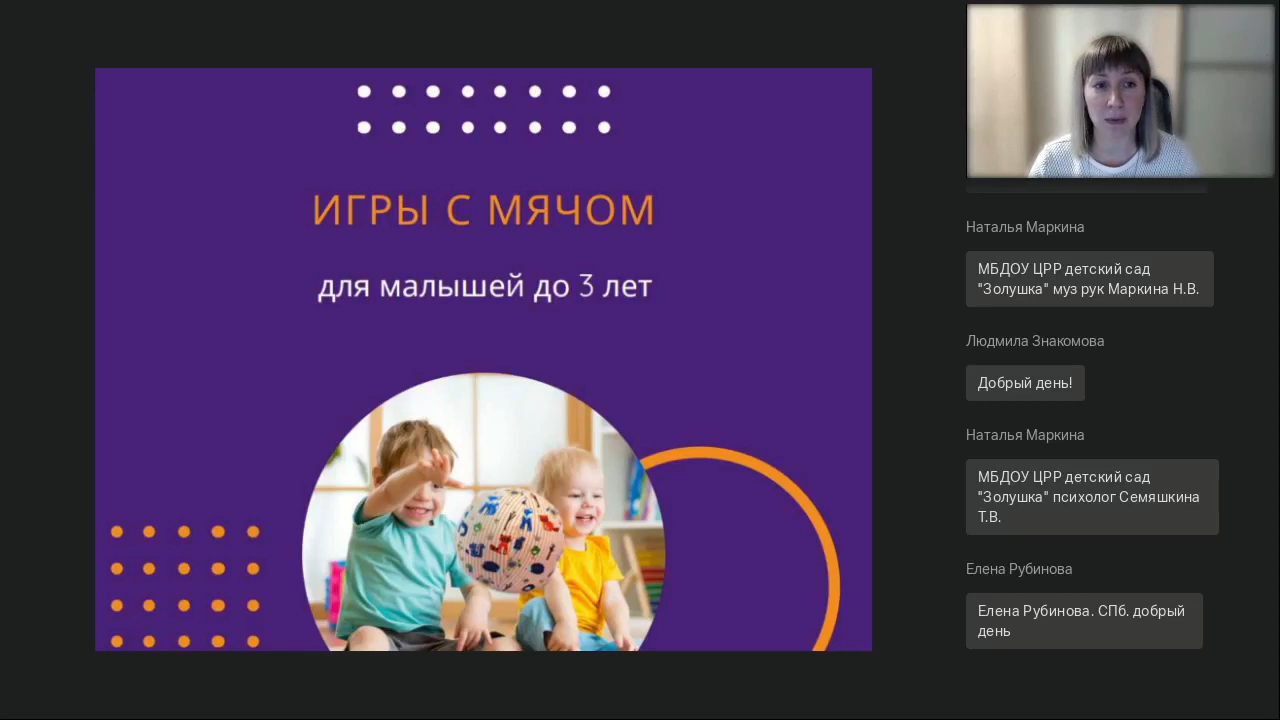 ИГРЫ С МЯЧОМ
для малышей до 3 лет
Наталья Маркина
МБДОУ ЦРР детский сад
"Золушка" муз рук Маркина Н.В.
Людмила Знакомова
Добрый день!
Наталья Маркина
МБДОУ ЦРР детский сад
"Золушка" психолог Семяшкина
Т.В.
Елена Рубинова
Елена Рубинова. СПб. добрый
день